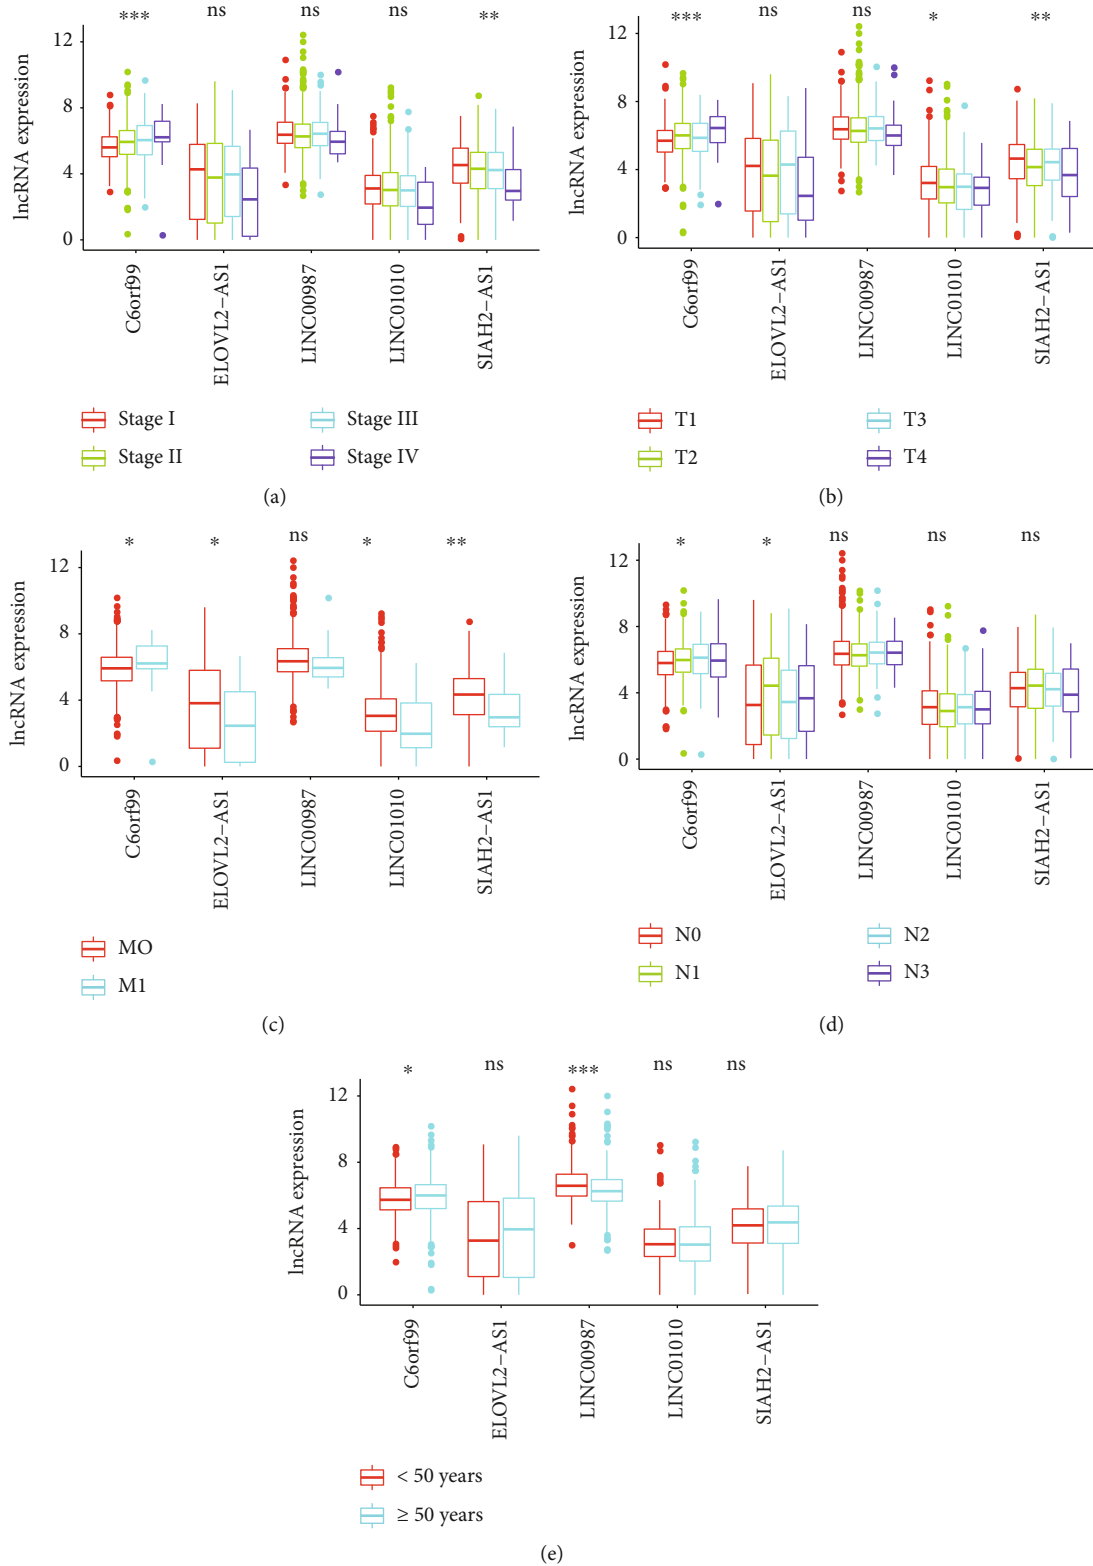 *** ns ns ns **
12
8
4
0
lncRNA expression
C6orf99
ELOVL2−AS1
LINC00987
LINC01010
SIAH2−AS1
Stage I
Stage III
Stage II
Stage IV
(a)
*** ns ns * **
12
8
4
0
lncRNA expression
C6orf99
ELOVL2−AS1
LINC00987
LINC01010
SIAH2−AS1
T1
T3
T2
T4
(b)
* * ns * **
12
8
4
0
lncRNA expression
C6orf99
ELOVL2−AS1
LINC00987
LINC01010
SIAH2−AS1
MO
M1
(c)
* * ns ns ns
12
8
4
0
lncRNA expression
C6orf99
ELOVL2−AS1
LINC00987
LINC01010
SIAH2−AS1
N0
N2
N1
N3
(d)
* ns *** ns ns
12
8
4
0
lncRNA expression
C6orf99
ELOVL2−AS1
LINC00987
LINC01010
SIAH2−AS1
< 50 years
≥ 50 years
(e)